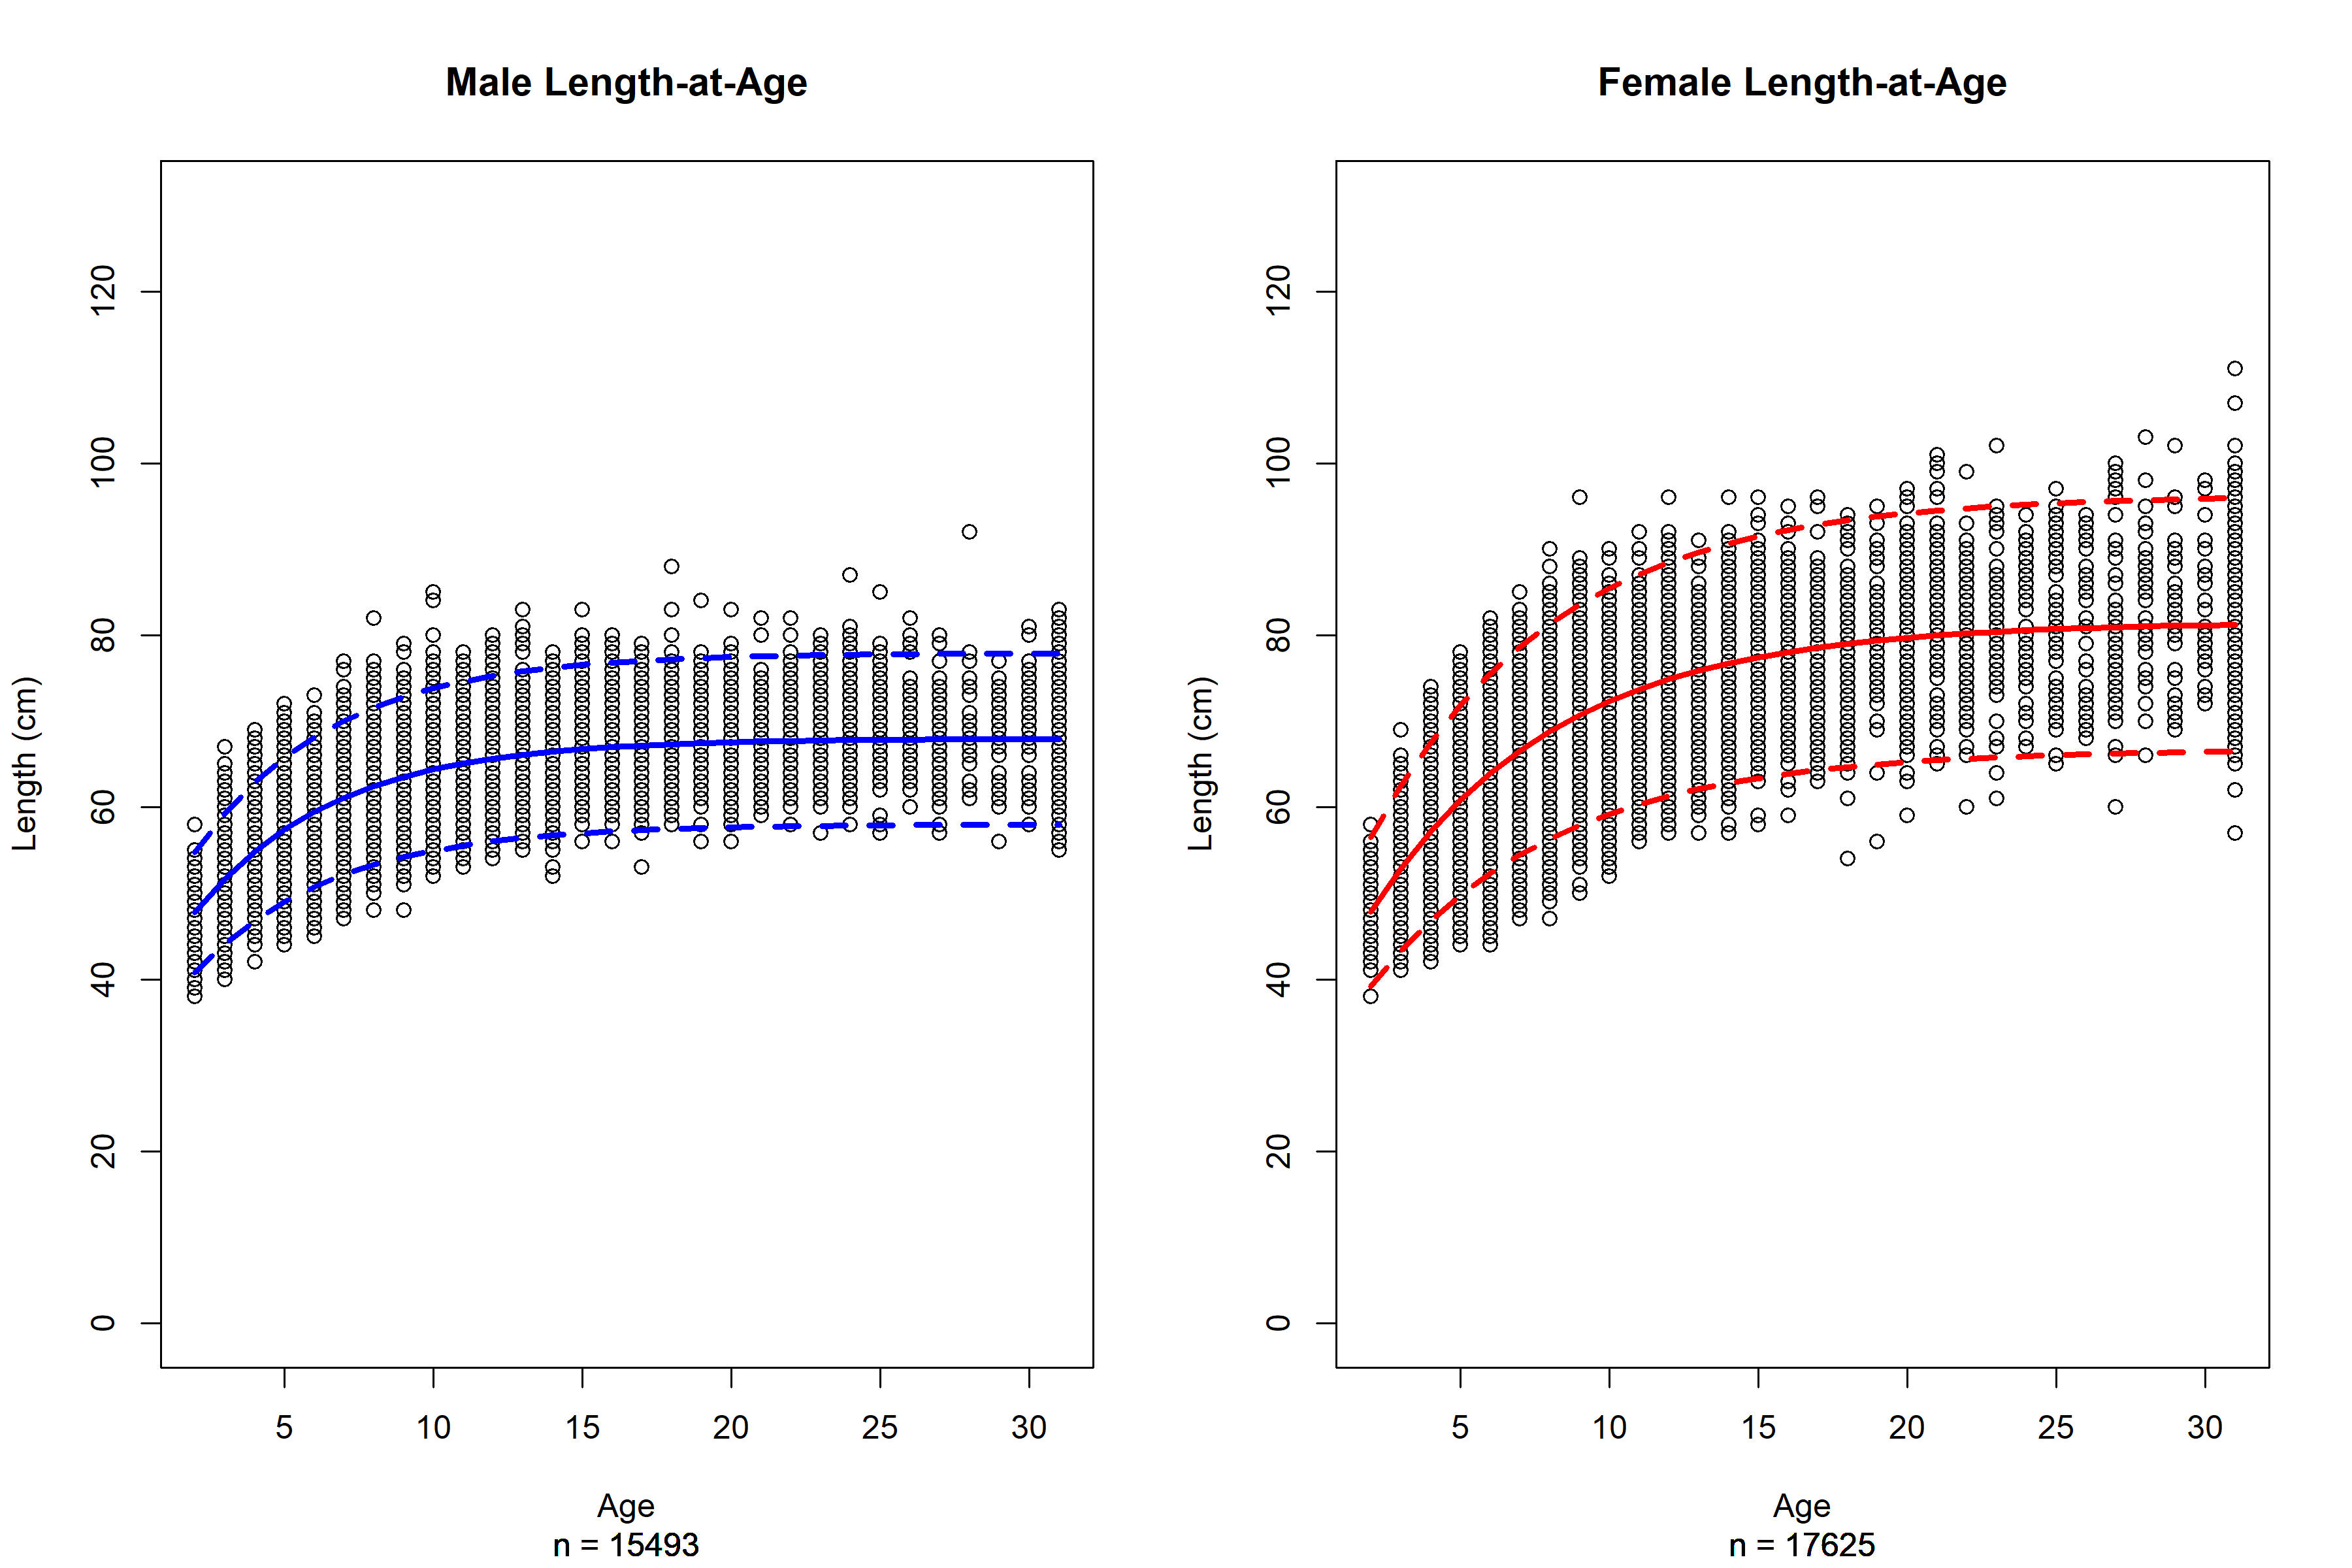 Male Length-at-Age
Length (cm)
120
100
80
60
40
20
0
5 10 15 20 25 30
Age
n = 15493
Female Length-at-Age
Length (cm)
120
100
80
60
40
20
0
5 10 15 20 25 30
Age
n = 17625